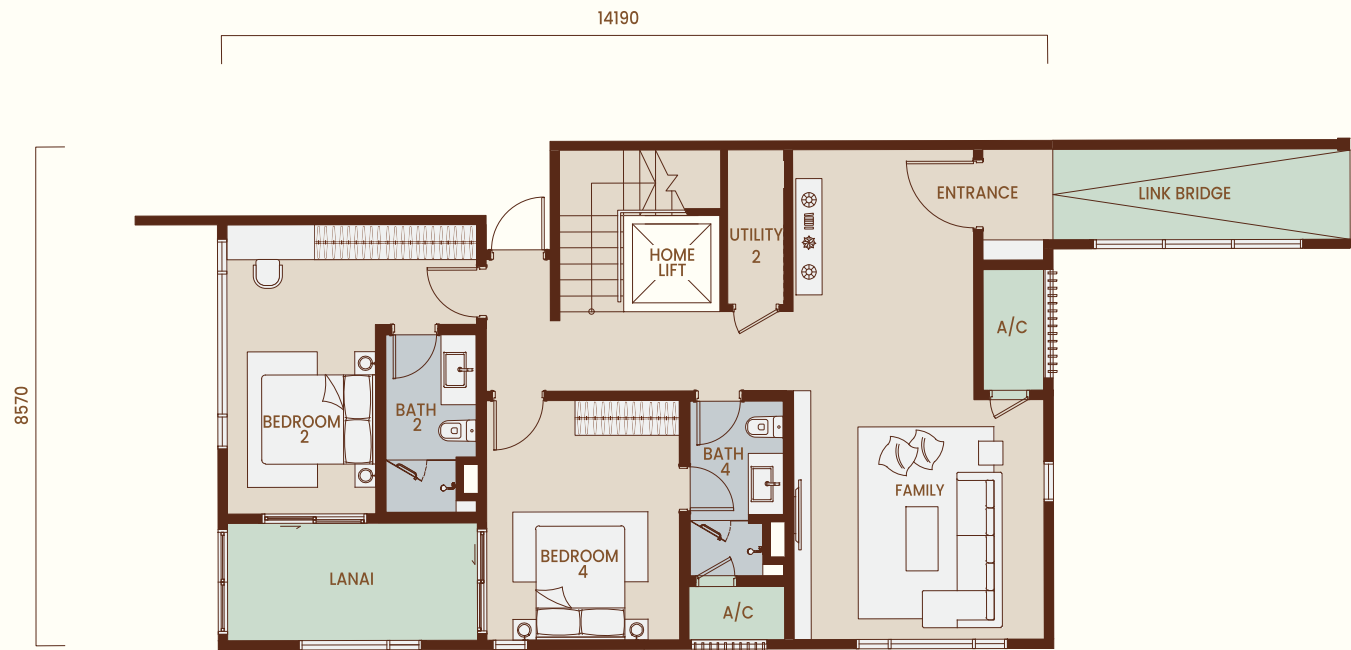 14190
ENTRANCE
LINK BRIDGE
UTILITY
2
HOME
LIFT
A/C
8570
BEDROOM
2
BATH
2
BATH
4
FAMILY
BEDROOM
4
LANAI
A/C